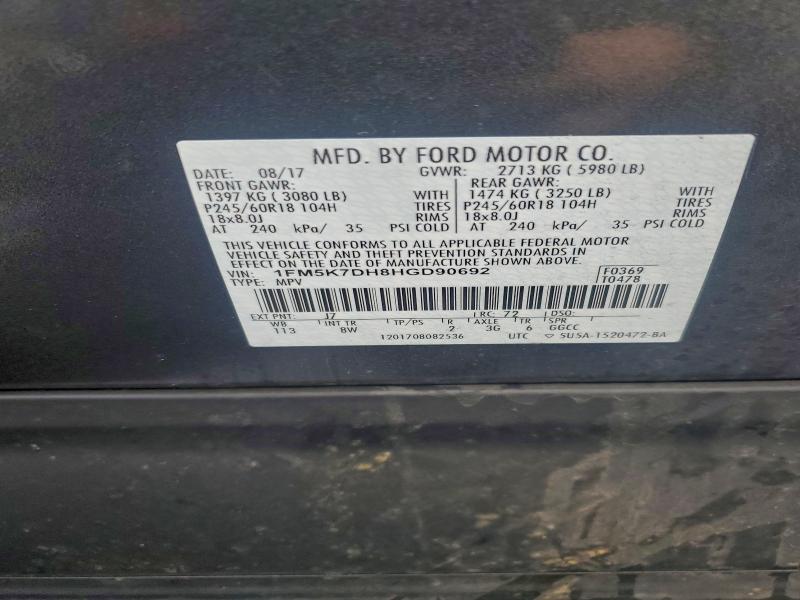 MFD. BY FORD MOTOR CO.
DATE: 08/17 GVWR: 2713 KG ( 5980 LB)
FRONT GAWR: REAR GAWR:
1397 KG ( 3080 LB) WITH 1474 KG ( 3250 LB) WITH
P245/60R18 104H TIRES P245/60R18 104H TIRES
18x8.0J RIMS 18x8.0J RIMS
AT 240 kPa/ 35 PSI COLD AT 240 kPa/ 35 PSI COLD
THIS VEHICLE CONFORMS TO ALL APPLICABLE FEDERAL MOTOR
VEHICLE SAFETY AND THEFT PREVENTION STANDARDS IN
EFFECT ON THE DATE OF MANUFACTURE SHOWN ABOVE.
VIN: 1FM5K7DH8HGD90692 F0369
TYPE: MPV T0478
EXT PNT: J7 RC: 72 DSO:
WB INT TR TP/PS R AXLE TR SPR
113 8W 2 3G 6 GGCC
1201708082536 UTC 5U5A-1520472-BA